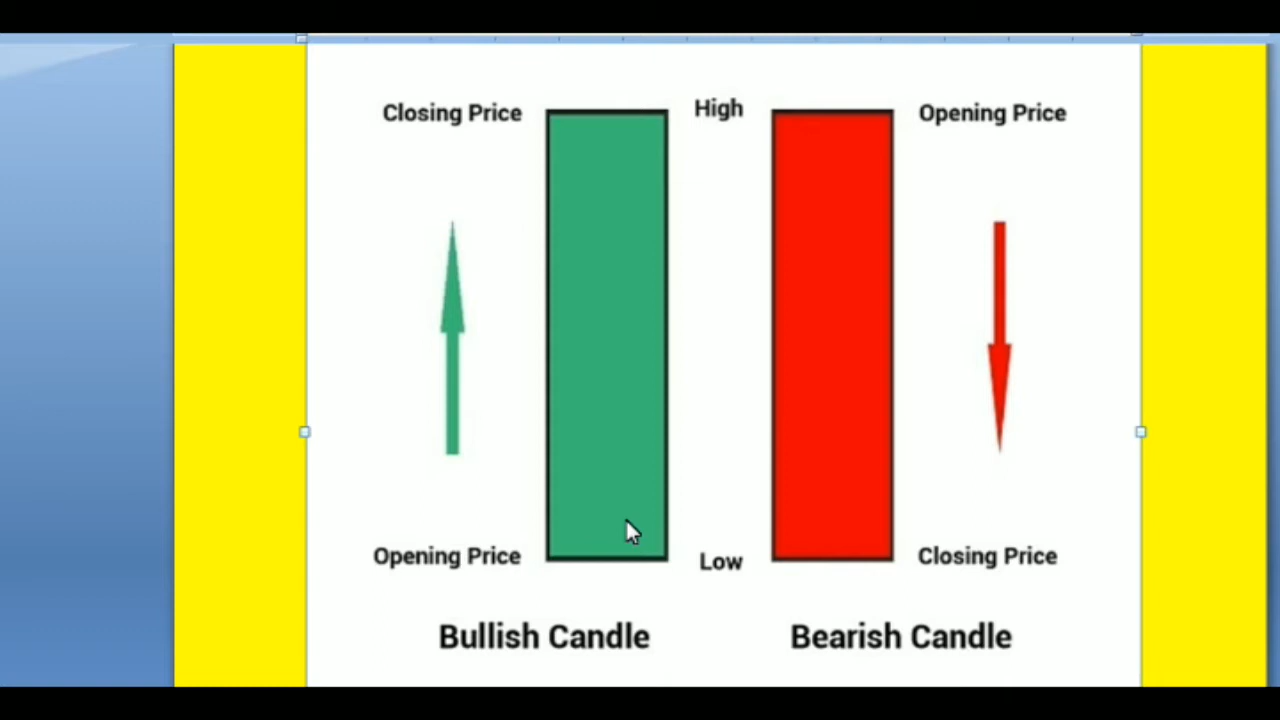 Closing Price
High
Opening Price
Opening Price
Low
Closing Price
Bullish Candle
Bearish Candle